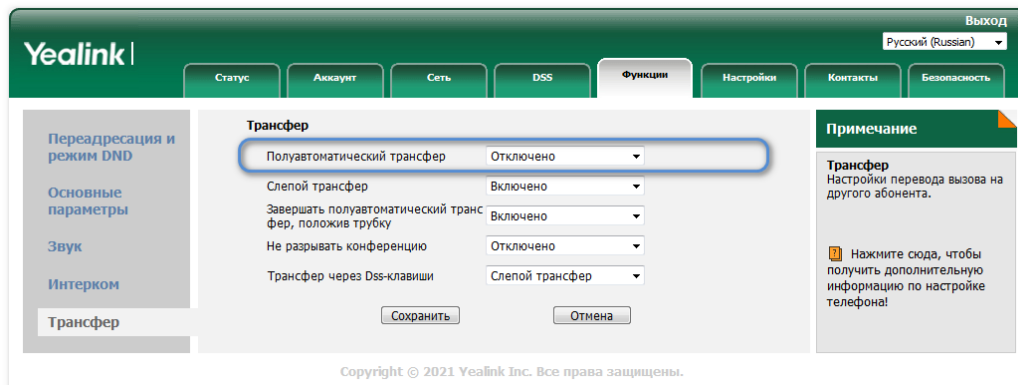 Выход
Русский (Russian)
Yealink
Статус
Аккаунт
Сеть
DSS
Функции
Настройки
Контакты
Безопасность
Переадресация и
режим DND
Основные
параметры
Звук
Интерком
Трансфер
Трансфер
Полуавтоматический трансфер
Отключено
Слепой трансфер
Включено
Завершать полуавтоматический транс
фер, положив трубку
Включено
Не разрывать конференцию
Отключено
Трансфер через Dss-клавиши
Слепой трансфер
Сохранить
Отмена
Примечание
Трансфер
Настройки перевода вызова на
другого абонента.
? Нажмите сюда, чтобы
получить дополнительную
информацию по настройке
телефона!
Copyright © 2021 Yealink Inc. Все права защищены.